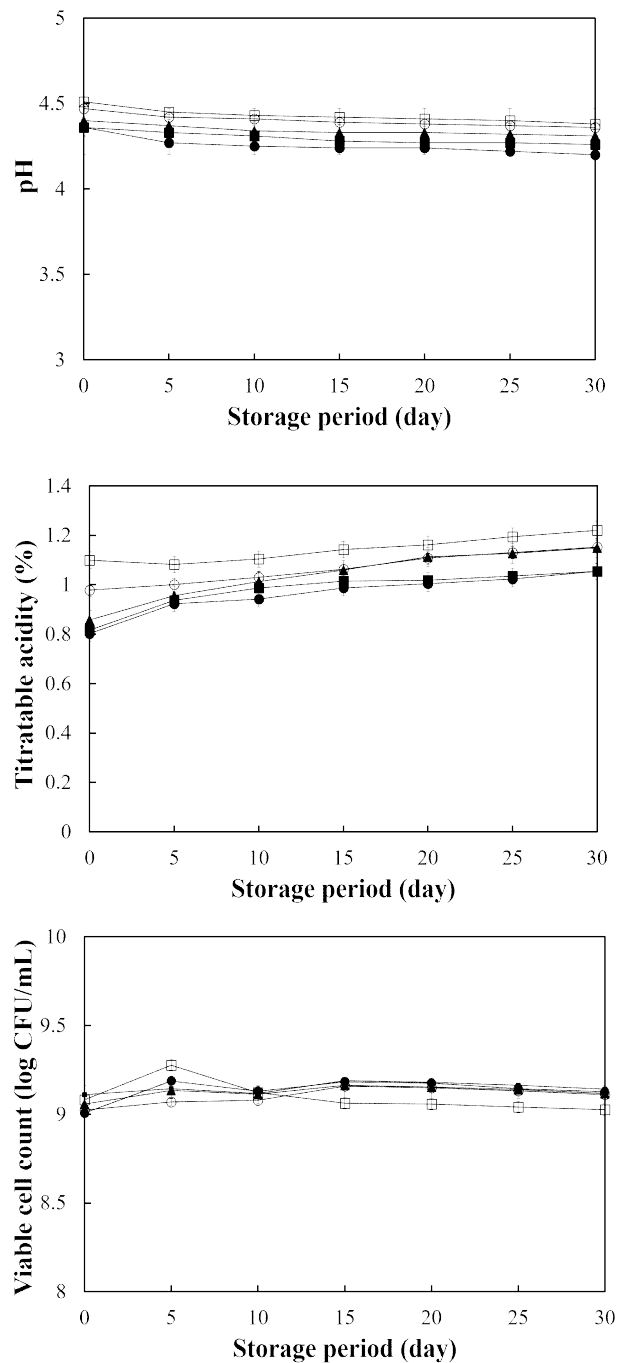 5
4.5
4
3.5
3
pH
0 5 10 15 20 25 30
Storage period (day)
1.4
1.2
1
0.8
0.6
0.4
0.2
0
Titratable acidity (%)
0 5 10 15 20 25 30
Storage period (day)
10
9.5
9
8.5
8
Viable cell count (log CFU/mL)
0 5 10 15 20 25 30
Storage period (day)